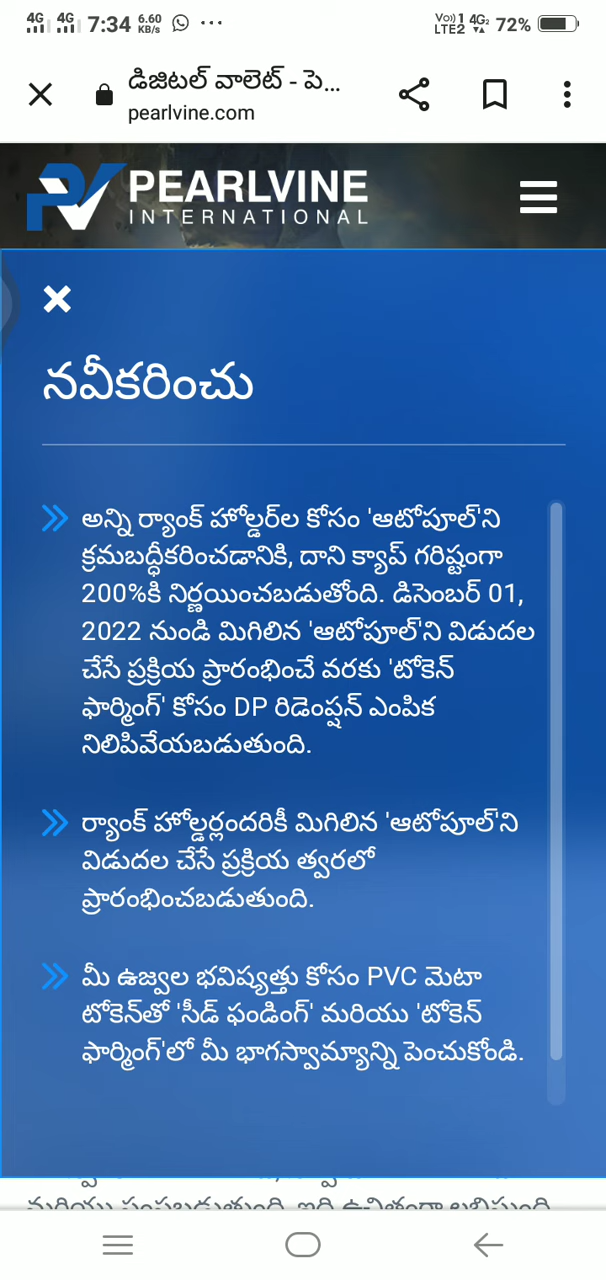 4G 4G 7:34 6.60 KB/s ... Vo)) 1 LTE2 4G2 72%
డిజిటల్ వాలెట్ - పె...
pearlvine.com
PEARLVINE
INTERNATIONAL
నవీకరించు
అన్ని ర్యాంక్ హోల్డర్‌ల కోసం 'ఆటోపూల్'ని
క్రమబద్ధీకరించడానికి, దాని క్యాప్ గరిష్టంగా
200%కి నిర్ణయించబడుతోంది. డిసెంబర్ 01,
2022 నుండి మిగిలిన 'ఆటోపూల్'ని విడుదల
చేసే ప్రక్రియ ప్రారంభించే వరకు 'టోకెన్
ఫార్మింగ్' కోసం DP రిడెంప్షన్ ఎంపిక
నిలిపివేయబడుతుంది.
ర్యాంక్ హోల్డర్లందరికీ మిగిలిన 'ఆటోపూల్'ని
విడుదల చేసే ప్రక్రియ త్వరలో
ప్రారంభించబడుతుంది.
మీ ఉజ్వల భవిష్యత్తు కోసం PVC మెటా
టోకెన్‌తో 'సీడ్ ఫండింగ్' మరియు 'టోకెన్
ఫార్మింగ్'లో మీ భాగస్వామ్యాన్ని పెంచుకోండి.